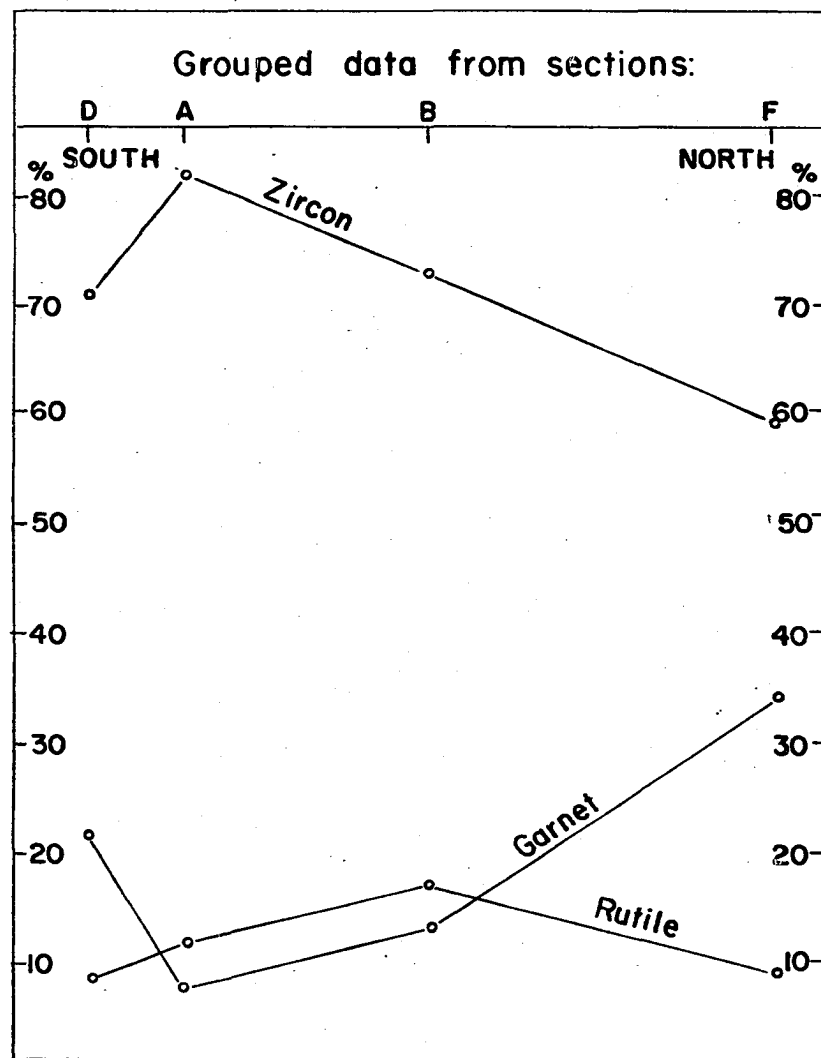 Grouped data from sections:
D A B F
% SOUTH NORTH %
80 Zircon 80
70 70
60 60
50 50
40 40
30 30
Garnet
20 20
Rutile
10 10